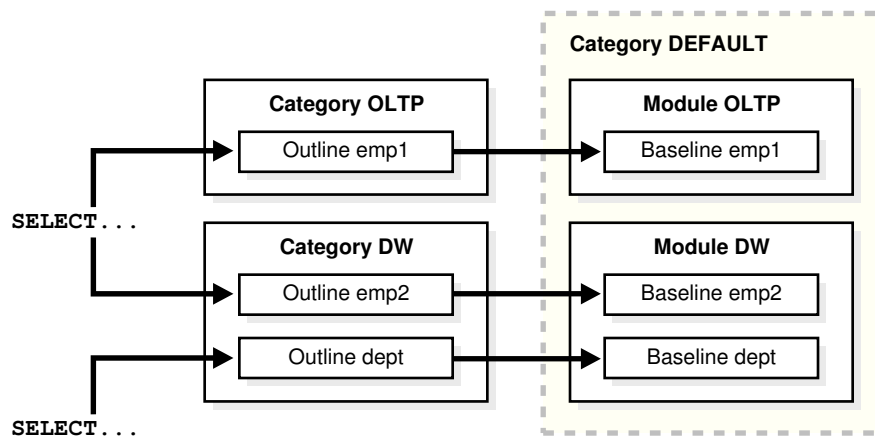 Category DEFAULT
Category OLTP
Module OLTP
Outline emp1
Baseline emp1
SELECT...
Category DW
Module DW
Outline emp2
Baseline emp2
Outline dept
Baseline dept
SELECT...